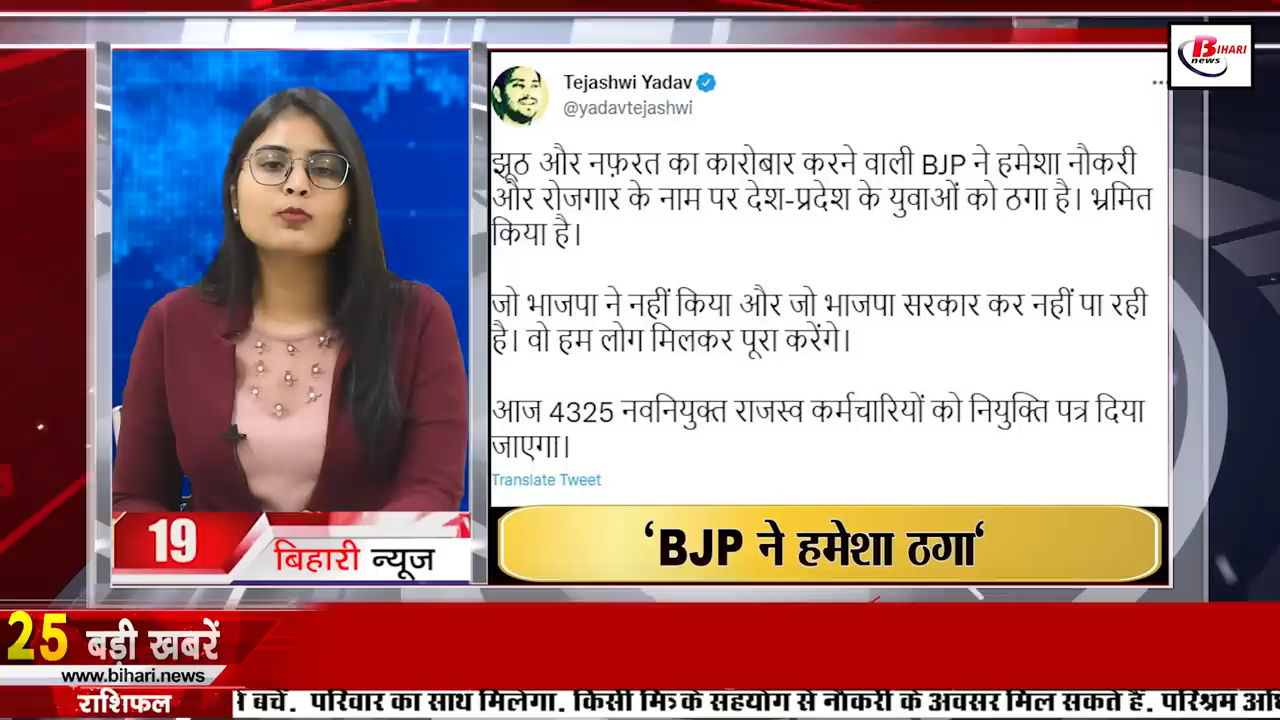 BIHARI
news
Tejashwi Yadav
@yadavtejashwi
झूठ और नफ़रत का कारोबार करने वाली BJP ने हमेशा नौकरी
और रोजगार के नाम पर देश-प्रदेश के युवाओं को ठगा है। भ्रमित
किया है।
जो भाजपा ने नहीं किया और जो भाजपा सरकार कर नहीं पा रही
है। वो हम लोग मिलकर पूरा करेंगे।
आज 4325 नवनियुक्त राजस्व कर्मचारियों को नियुक्ति पत्र दिया
जाएगा।
Translate Tweet
19
बिहारी न्यूज
‘BJP ने हमेशा ठगा‘
25 बड़ी खबरें
www.bihari.news
राशिफल
बचें. परिवार का साथ मिलेगा. किसी मित्र के सहयोग से नौकरी के अवसर मिल सकते हैं. परिश्रम